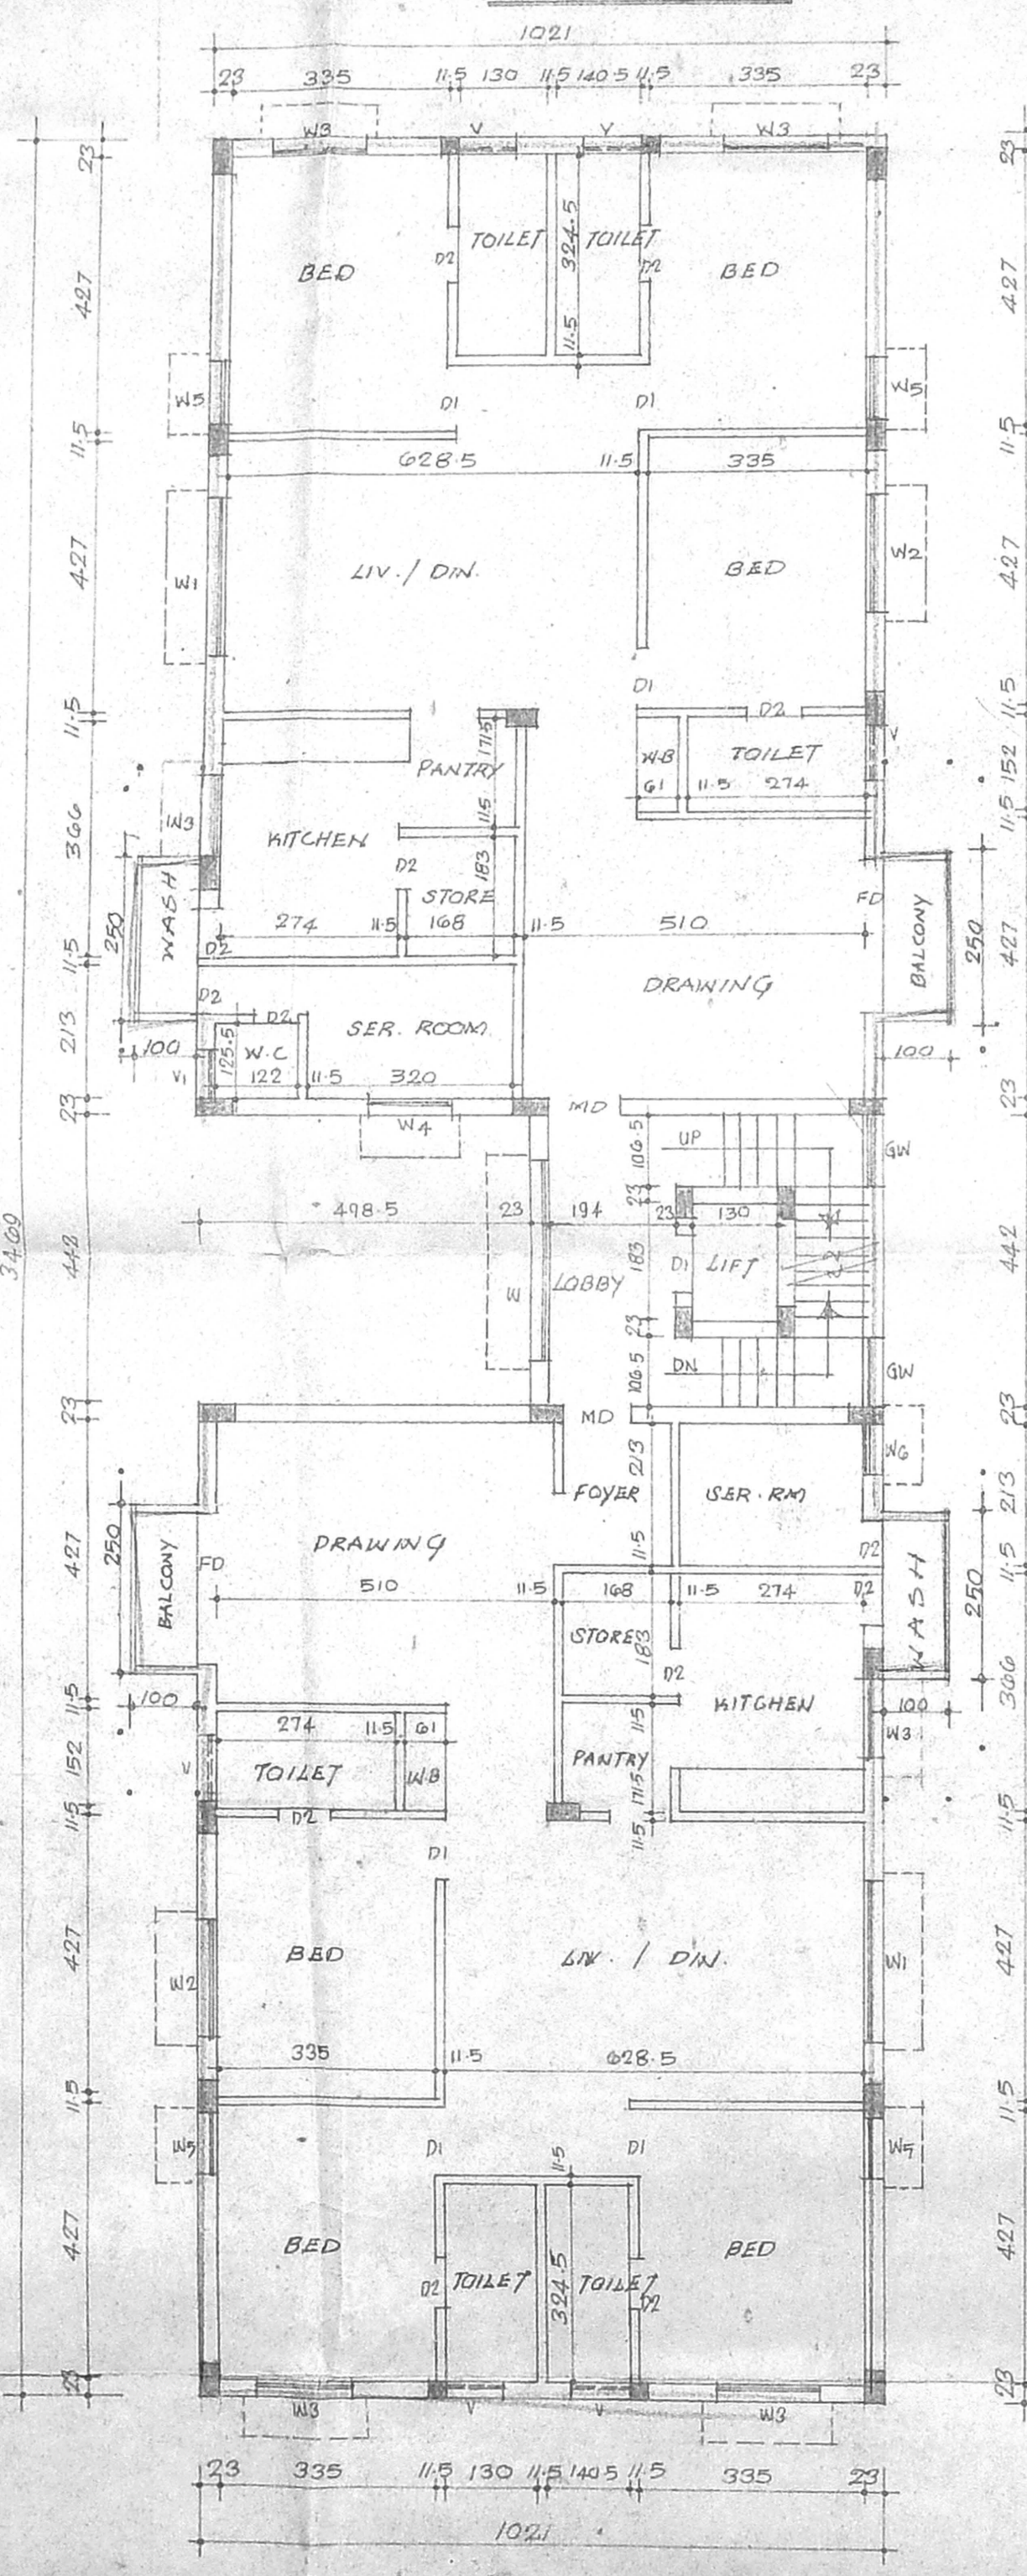 1021
23 335 11.5 130 11.5 140.5 11.5 335 23
W3 V V W3
23 23
TOILET 324.5 TOILET
BED D2 D2 BED
427 427
11.5
W5 D1 D1 W5
11.5 11.5
628.5 11.5 335
427 W1 LIV. / DIN. BED W2 427
D1
11.5 11.5
D2 V
171.5 W.B TOILET
PANTRY 61 11.5 274 152
W3 11.5 11.5
366 KITCHEN
D2 183
WASH STORE FD BALCONY
250 274 11.5 168 11.5 510 250 427
11.5 D2
DRAWING
D2 D2
213 SER. ROOM
100 125.5 W.C 100
V1 122 11.5 320
23 MD 23
W4
106.5 UP GW
23
498.5 23 194 23 130
3469 442 442
W LOBBY 183 D1 LIFT
23
106.5 DN GW
23 MD 23
W6
213 213
FOYER SER. RM
427 250 BALCONY FD DRAWING 11.5 D2 WASH 250 11.5
510 11.5 168 11.5 274 D2
STORE 183
D2
100 11.5 KITCHEN 100 366
11.5 274 11.5 61 W3
152 V TOILET W.B PANTRY 171.5
11.5 D2 11.5 11.5
D1
427 W2 BED LIV. / DIN. W1 427
335 11.5 628.5
11.5 11.5
W5 D1 11.5 D1 W5
427 BED BED 427
D2 TOILET 324.5 TOILET D2
23 23
W3 V V W3
23 335 11.5 130 11.5 140.5 11.5 335 23
1021